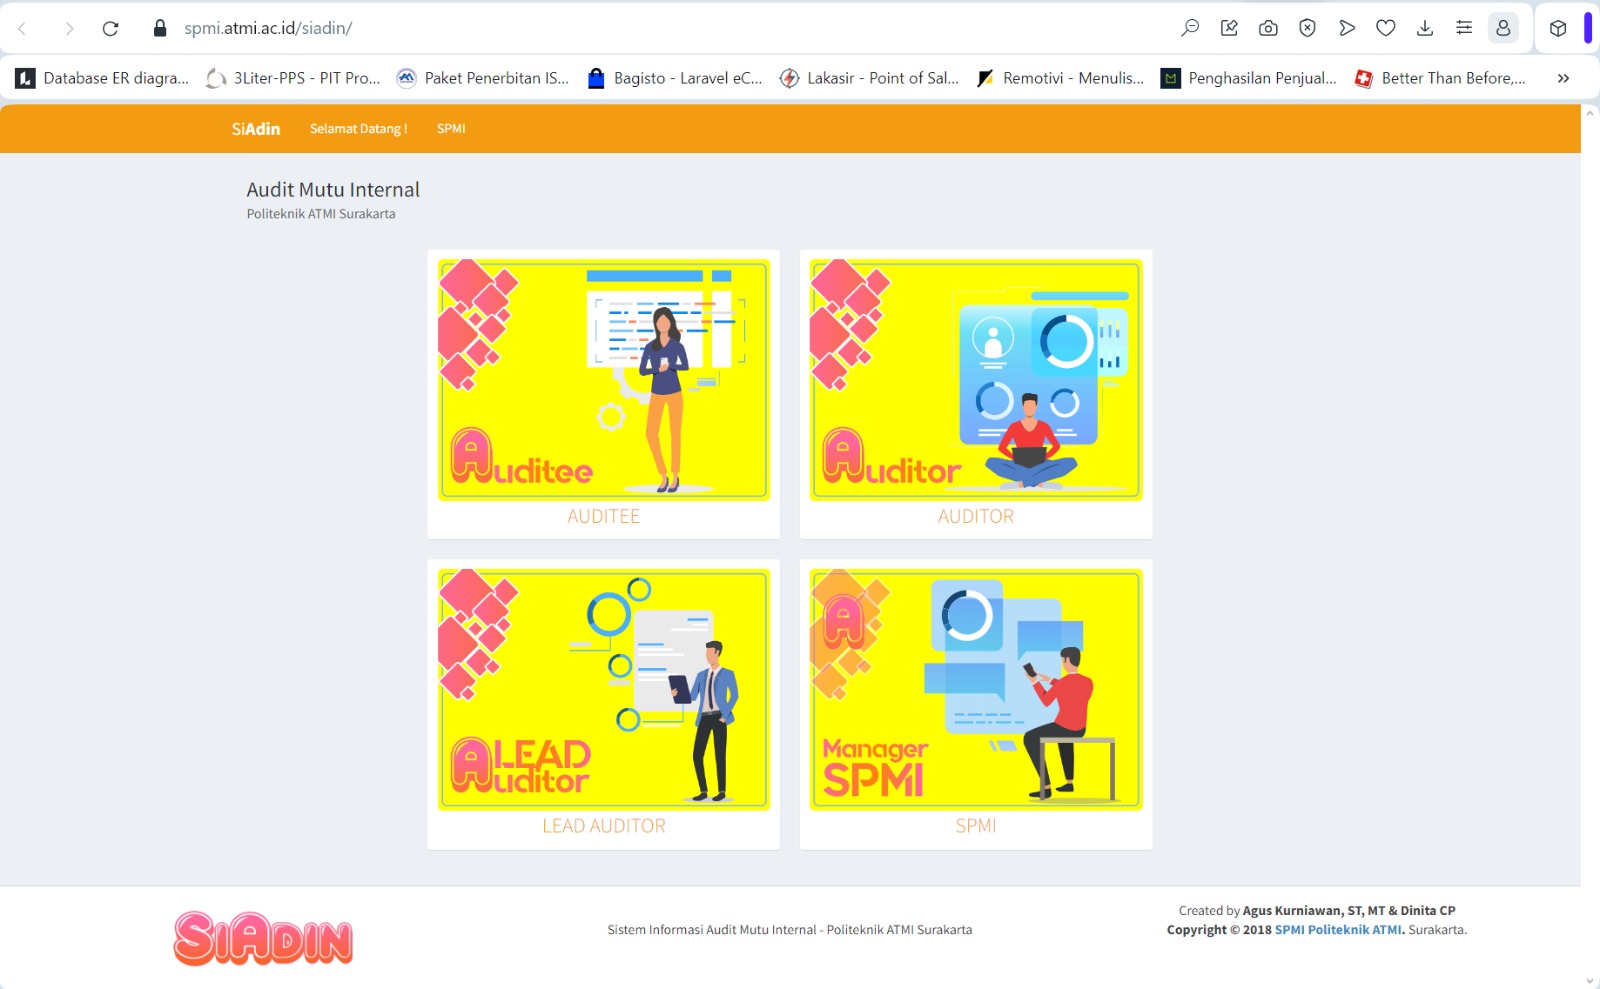 spmi.atmi.ac.id/siadin/
Database ER diagra...
3Liter-PPS - PIT Pro...
Paket Penerbitan IS...
Bagisto - Laravel eC...
Lakasir - Point of Sal...
Remotivi - Menulis...
Penghasilan Penjual...
Better Than Before,...
»
SiAdin
Selamat Datang !
SPMI
Audit Mutu Internal
Politeknik ATMI Surakarta
Auditee
AUDITEE
Auditor
AUDITOR
LEAD
Auditor
LEAD AUDITOR
A
Manager
SPMI
SPMI
SIADIN
Sistem Informasi Audit Mutu Internal - Politeknik ATMI Surakarta
Created by Agus Kurniawan, ST, MT & Dinita CP
Copyright © 2018 SPMI Politeknik ATMI. Surakarta.